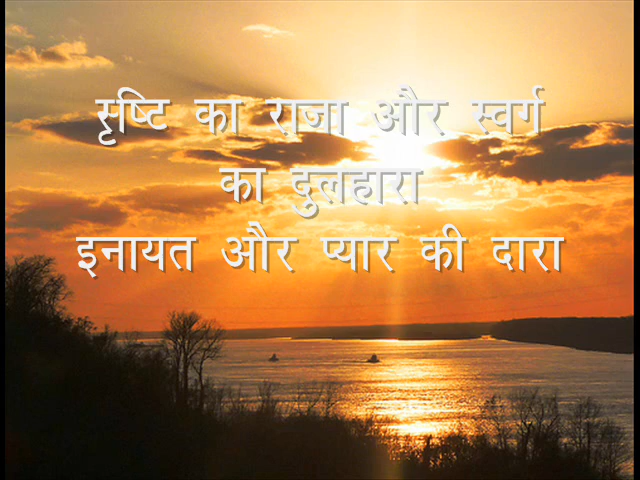 सृष्टि का राजा और स्वर्ग
का दुलहारा
इनायत और प्यार की दारा